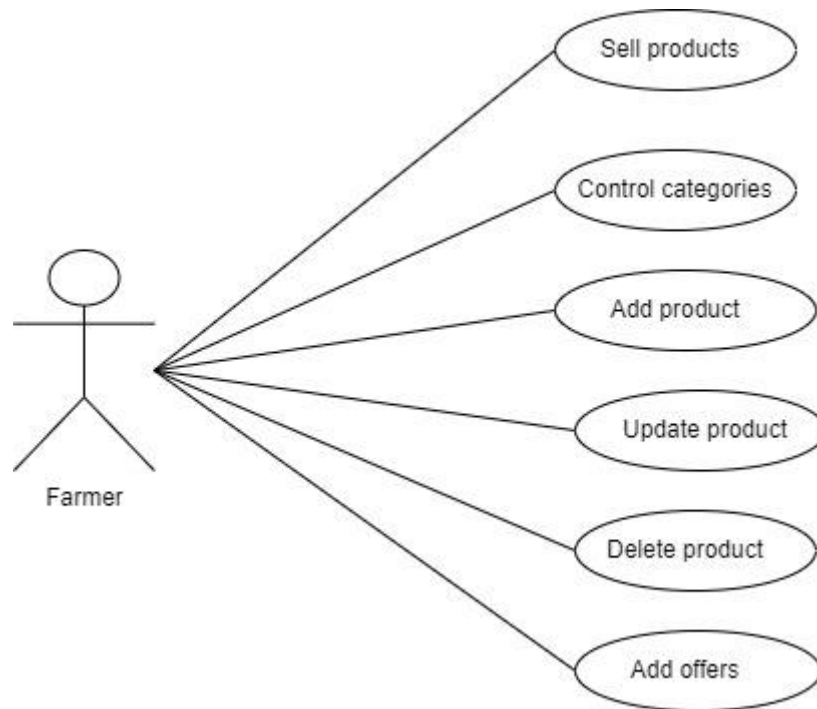 Sell products
Control categories
Add product
Update product
Delete product
Add offers
Farmer